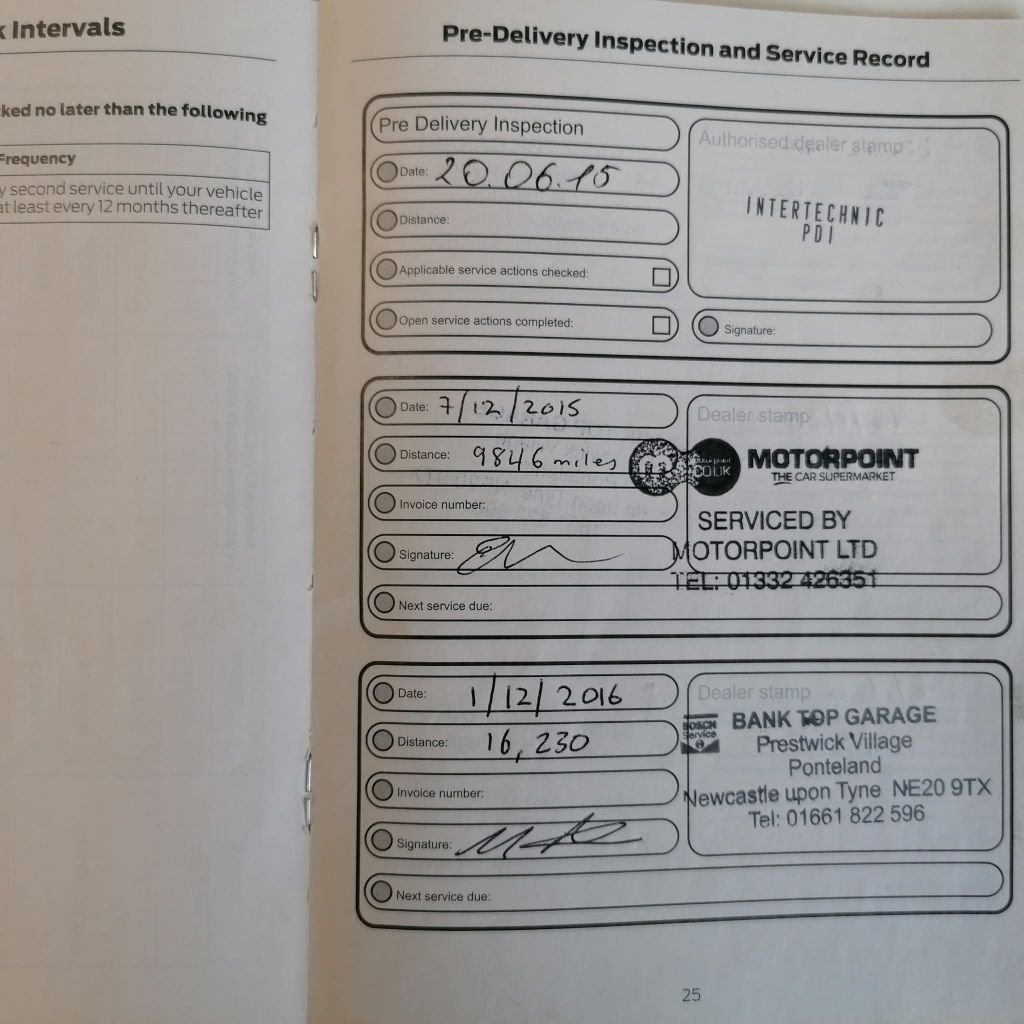 k Intervals
ked no later than the following
Frequency
y second service until your vehicle
at least every 12 months thereafter
Pre-Delivery Inspection and Service Record
Pre Delivery Inspection
Date: 20.06.15
Distance:
Applicable service actions checked:
Open service actions completed:
Authorised dealer stamp
INTERTECHNIC
PDI
Signature:
Date: 7/12/2015
Distance: 9846 miles
Invoice number:
Signature:
Next service due:
Dealer stamp
CO.UK
MOTORPOINT
THE CAR SUPERMARKET
SERVICED BY
MOTORPOINT LTD
TEL: 01332 426351
Date: 1/12/2016
Distance: 16,230
Invoice number:
Signature:
Next service due:
Dealer stamp
BOSCH
Service
BANK TOP GARAGE
Prestwick Village
Ponteland
Newcastle upon Tyne NE20 9TX
Tel: 01661 822 596
25